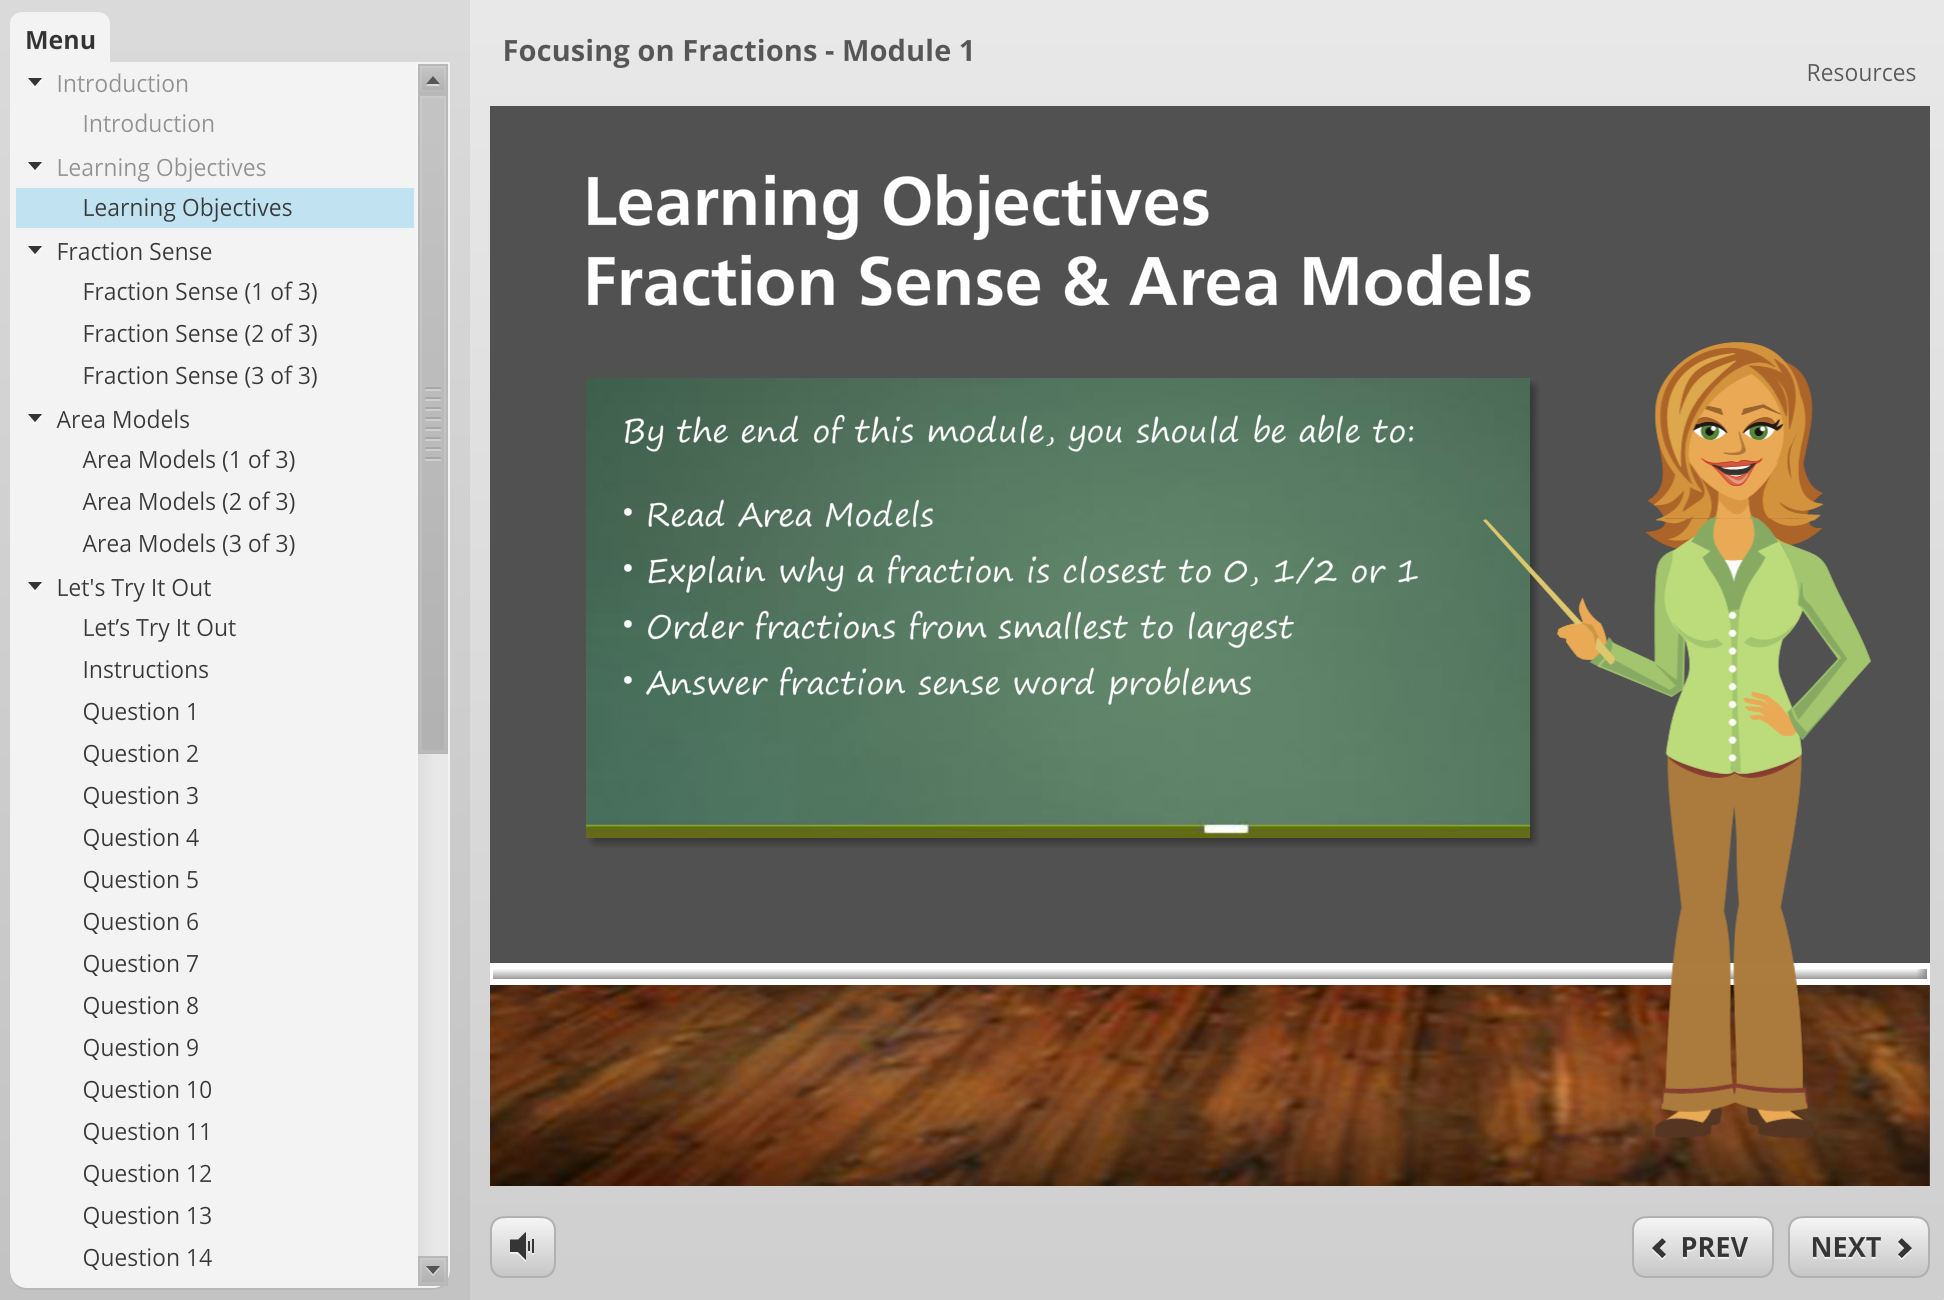 Menu
Introduction
Introduction
Learning Objectives
Learning Objectives
Fraction Sense
Fraction Sense (1 of 3)
Fraction Sense (2 of 3)
Fraction Sense (3 of 3)
Area Models
Area Models (1 of 3)
Area Models (2 of 3)
Area Models (3 of 3)
Let's Try It Out
Let’s Try It Out
Instructions
Question 1
Question 2
Question 3
Question 4
Question 5
Question 6
Question 7
Question 8
Question 9
Question 10
Question 11
Question 12
Question 13
Question 14
Focusing on Fractions - Module 1
Resources
Learning Objectives
Fraction Sense & Area Models
By the end of this module, you should be able to:
• Read Area Models
• Explain why a fraction is closest to 0, 1/2 or 1
• Order fractions from smallest to largest
• Answer fraction sense word problems
PREV
NEXT